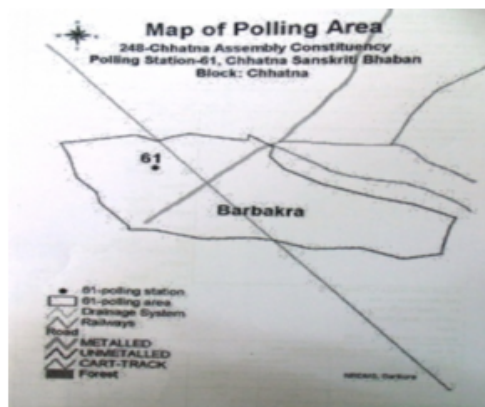 Map of Polling Area
248-Chhatna Assembly Constituency
Polling Station-61, Chhatna Sanskriti Bhaban
Block: Chhatna
61
Barbakra
61-polling station
61-polling area
Drainage System
Railways
Road
METALLED
UNMETALLED
CART-TRACK
Forest